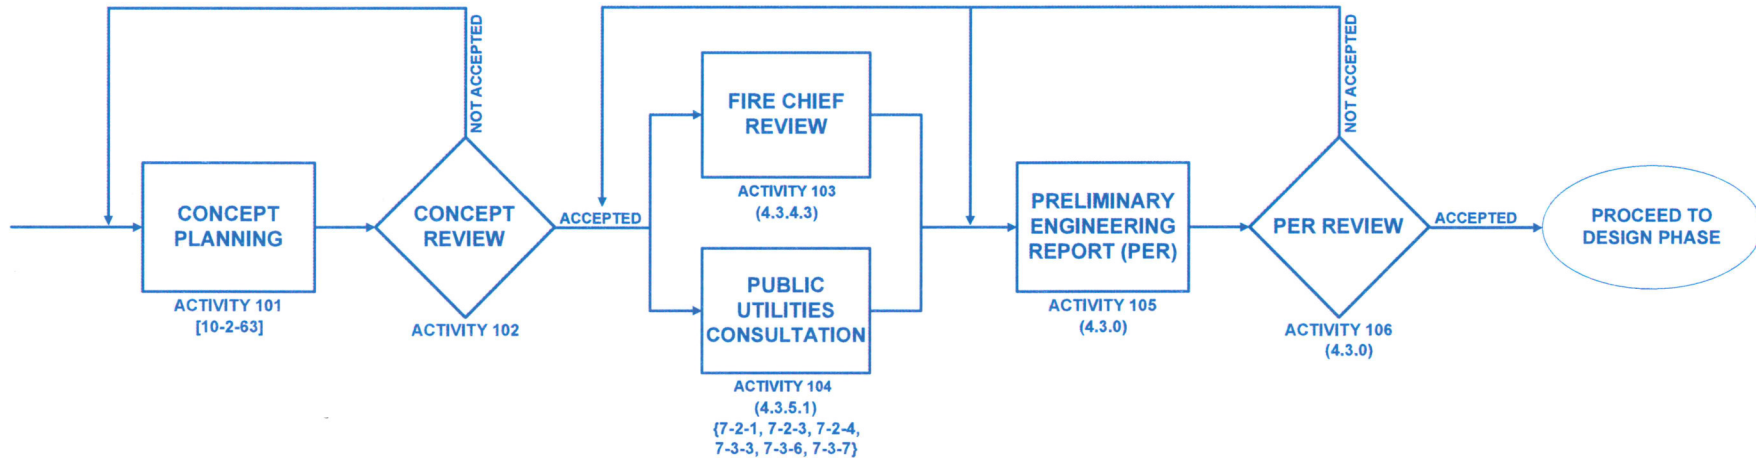 CONCEPT
PLANNING
ACTIVITY 101
[10-2-63]
NOT ACCEPTED
CONCEPT
REVIEW
ACTIVITY 102
ACCEPTED
FIRE CHIEF
REVIEW
ACTIVITY 103
(4.3.4.3)
PUBLIC
UTILITIES
CONSULTATION
ACTIVITY 104
(4.3.5.1)
{7-2-1, 7-2-3, 7-2-4,
7-3-3, 7-3-6, 7-3-7}
PRELIMINARY
ENGINEERING
REPORT (PER)
ACTIVITY 105
(4.3.0)
NOT ACCEPTED
PER REVIEW
ACTIVITY 106
(4.3.0)
ACCEPTED
PROCEED TO
DESIGN PHASE